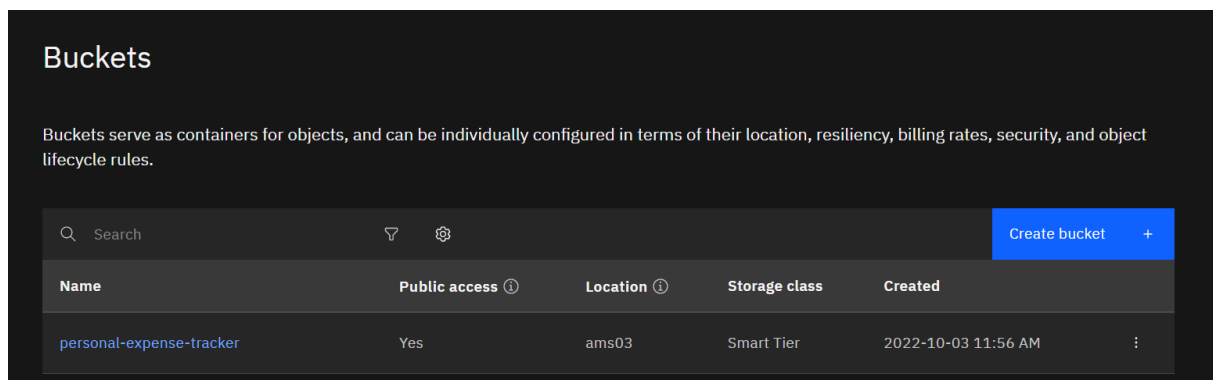 Buckets
Buckets serve as containers for objects, and can be individually configured in terms of their location, resiliency, billing rates, security, and object
lifecycle rules.
Search Create bucket +
Name Public access Location Storage class Created
personal-expense-tracker Yes ams03 Smart Tier 2022-10-03 11:56 AM